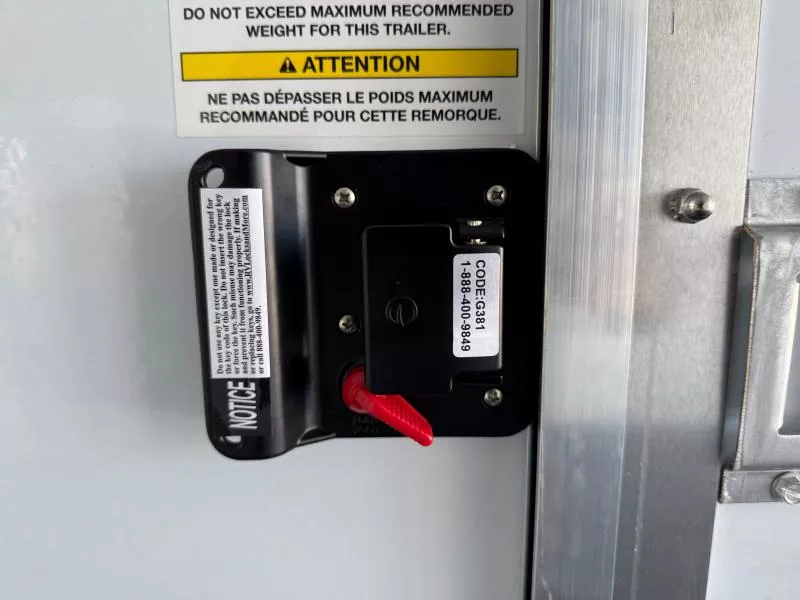 DO NOT EXCEED MAXIMUM RECOMMENDED
WEIGHT FOR THIS TRAILER.
ATTENTION
NE PAS DÉPASSER LE POIDS MAXIMUM
RECOMMANDÉ POUR CETTE REMORQUE.
NOTICE
Do not use any key except one made or designed for
the key code of this lock. Do not insert the wrong key
or force the key. Such misuse may damage the lock
and prevent it from functioning properly. If making
or replacing keys, go to www.RVLocksandMore.com
or call 888-400-9849.
CODE:G381
1-888-400-9849